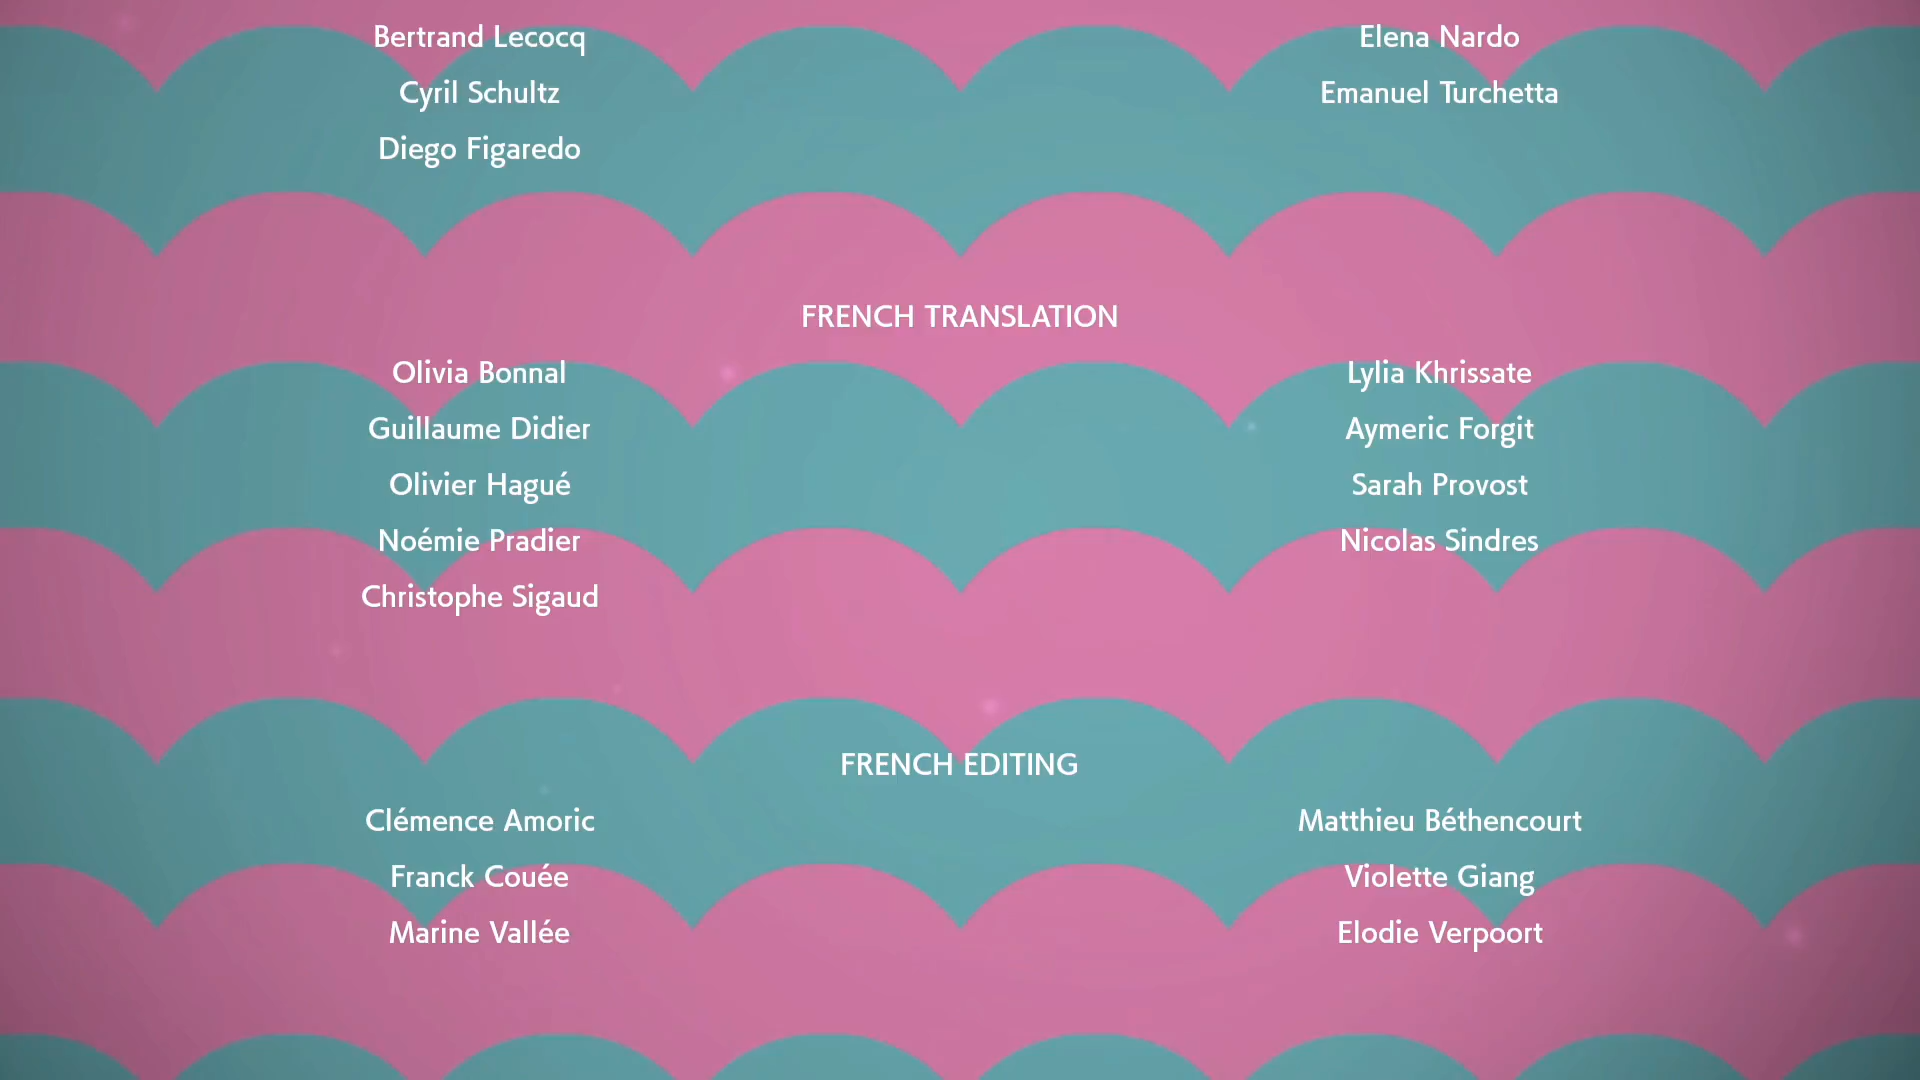 Bertrand Lecocq Elena Nardo
Cyril Schultz Emanuel Turchetta
Diego Figaredo
FRENCH TRANSLATION
Olivia Bonnal Lylia Khrissate
Guillaume Didier Aymeric Forgit
Olivier Hagué Sarah Provost
Noémie Pradier Nicolas Sindres
Christophe Sigaud
FRENCH EDITING
Clémence Amoric Matthieu Béthencourt
Franck Couée Violette Giang
Marine Vallée Elodie Verpoort